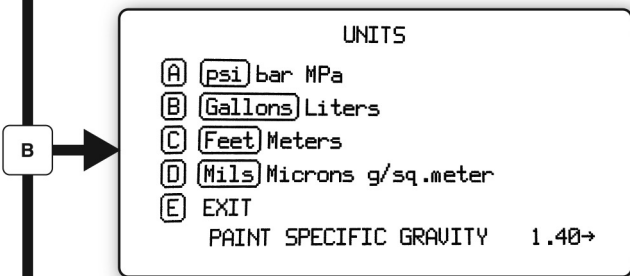 UNITS
A psi bar MPa
B Gallons Liters
B
C Feet Meters
D Mils Microns g/sq.meter
E EXIT
PAINT SPECIFIC GRAVITY 1.40→